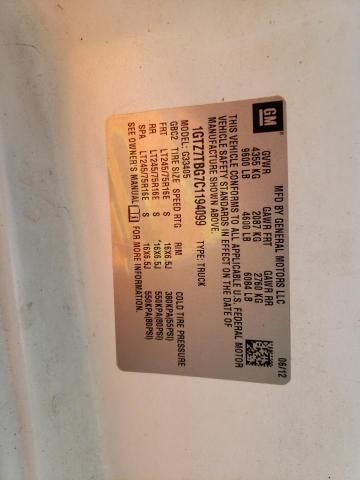 GM
MFD BY GENERAL MOTORS LLC
06/12
GVWR GAWR FRT GAWR RR
4355 KG 2087 KG 2760 KG
9600 LB 4600 LB 6084 LB
THIS VEHICLE CONFORMS TO ALL APPLICABLE U.S. FEDERAL MOTOR
VEHICLE SAFETY STANDARDS IN EFFECT ON THE DATE OF
MANUFACTURE SHOWN ABOVE.
1GTZ7TBG7C1194099 TYPE: TRUCK
MODEL: G33405
GBC2 TIRE SIZE SPEED RTG RIM COLD TIRE PRESSURE
FRT LT245/75R16E S 16X6.5J 380KPA(55PSI)
RR LT245/75R16E S 16X6.5J 550KPA(80PSI)
SPA LT245/75R16E S 16X6.5J 550KPA(80PSI)
SEE OWNER'S MANUAL FOR MORE INFORMATION.